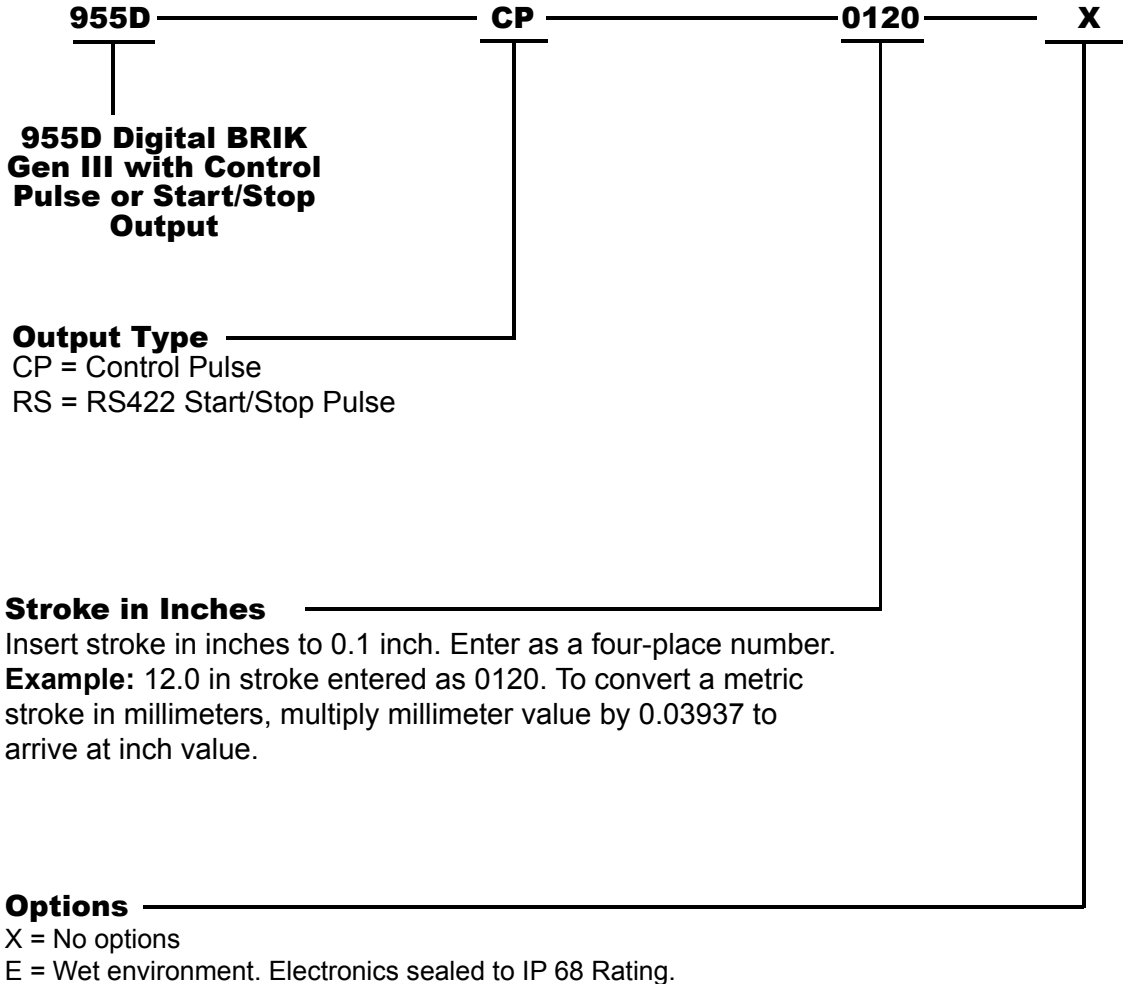 955D CP 0120 X
955D Digital BRIK
Gen III with Control
Pulse or Start/Stop
Output
Output Type
CP = Control Pulse
RS = RS422 Start/Stop Pulse
Stroke in Inches
Insert stroke in inches to 0.1 inch. Enter as a four-place number.
Example: 12.0 in stroke entered as 0120. To convert a metric
stroke in millimeters, multiply millimeter value by 0.03937 to
arrive at inch value.
Options
X = No options
E = Wet environment. Electronics sealed to IP 68 Rating.